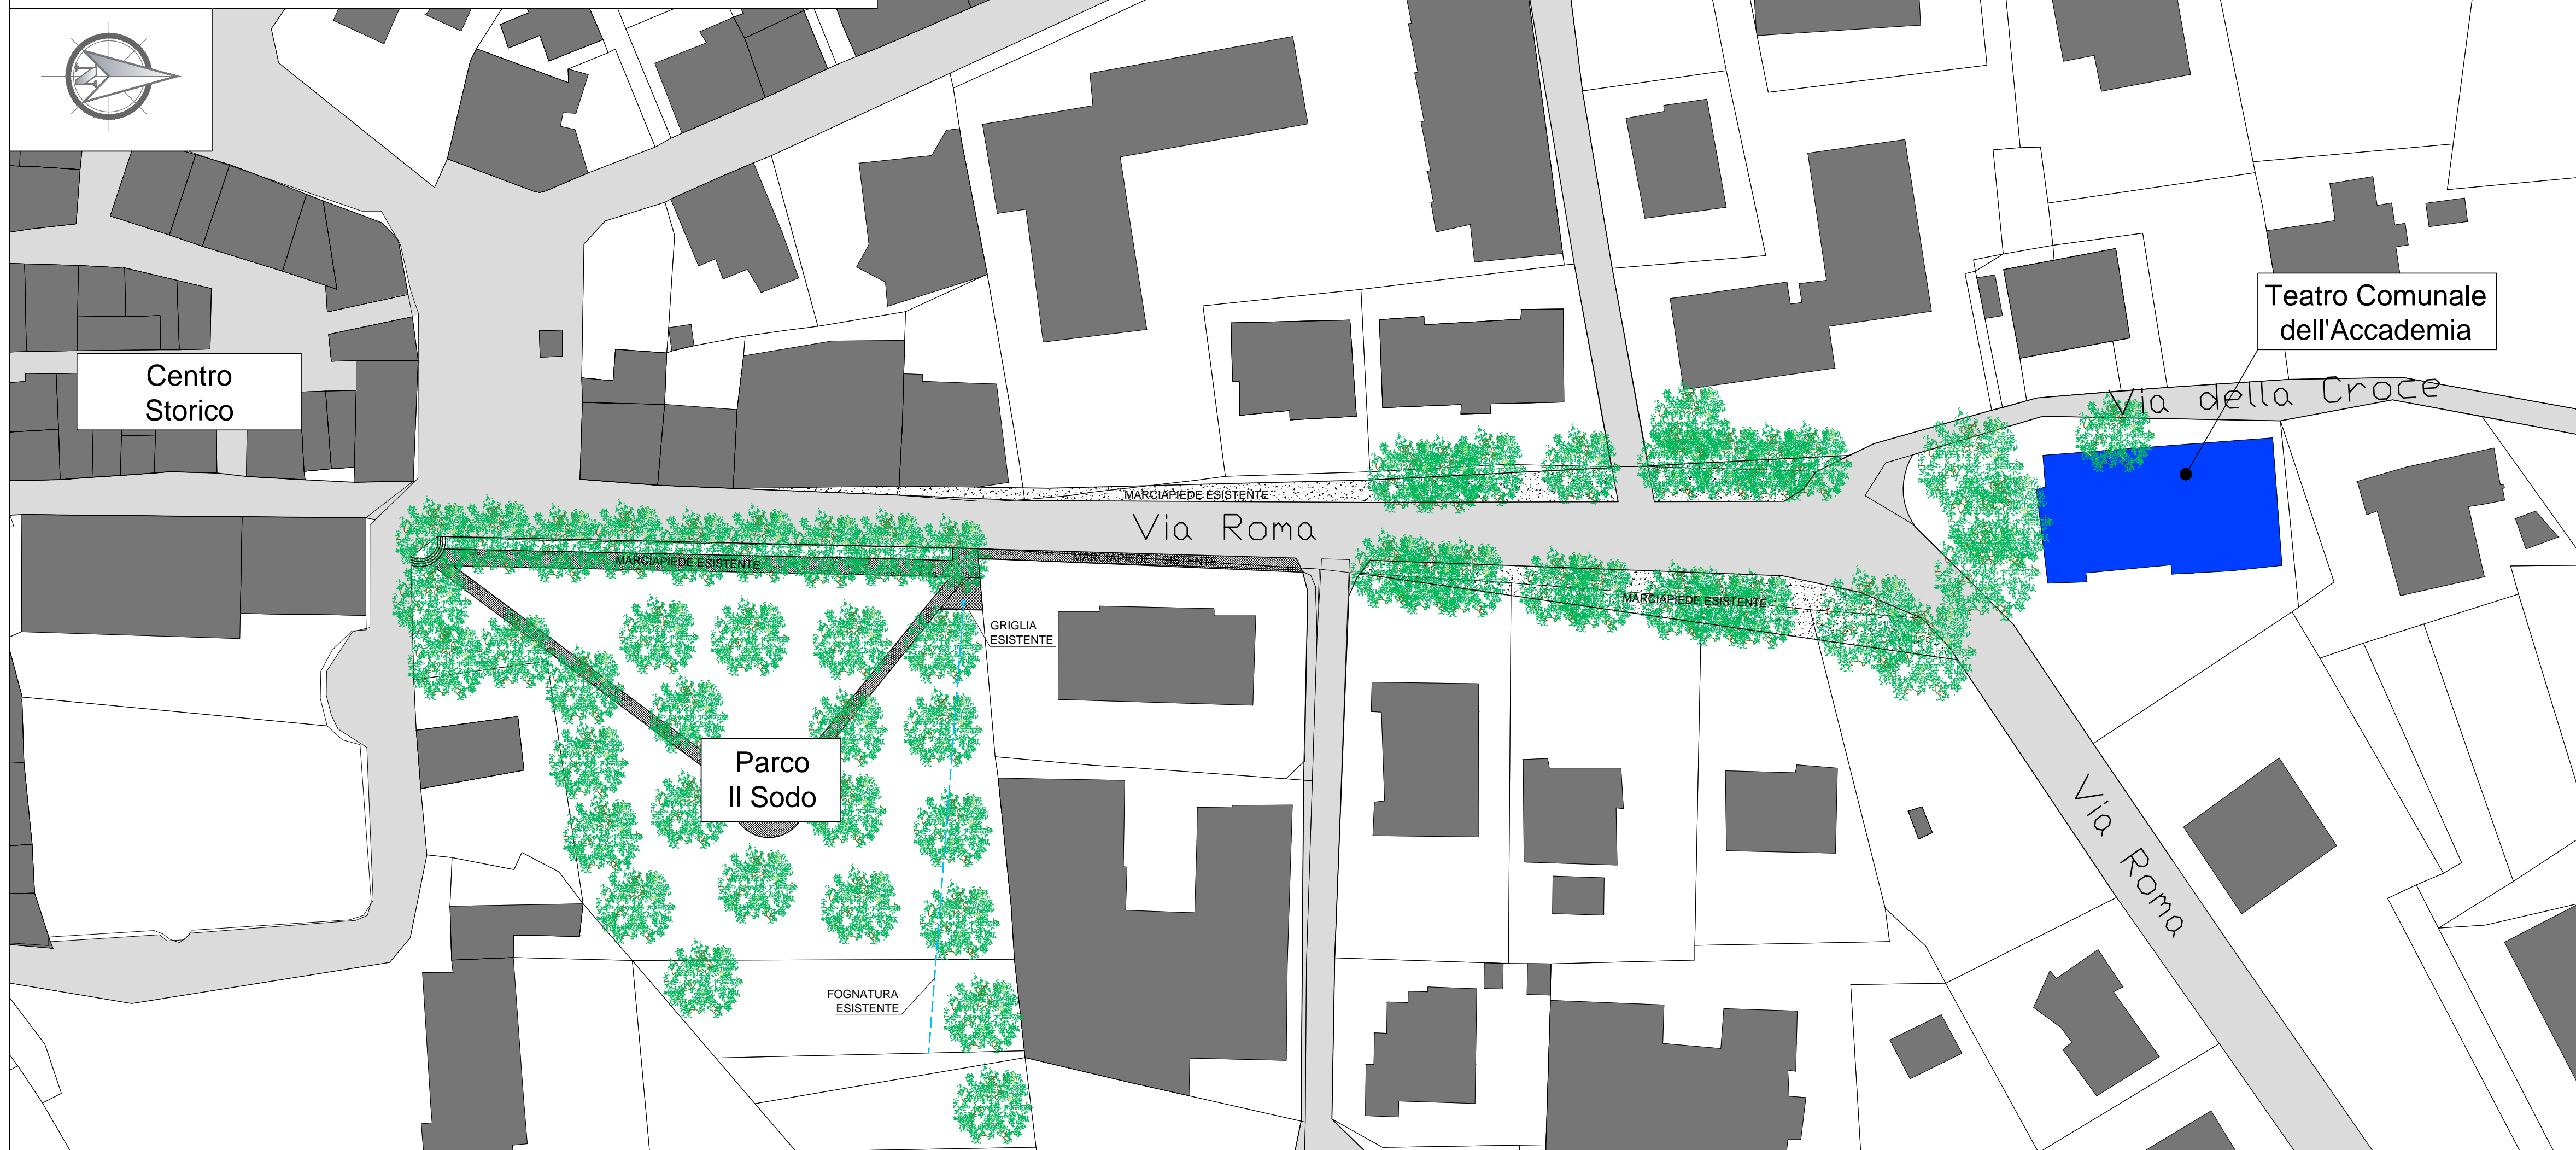 N
Teatro Comunale
dell'Accademia
Centro
Storico
Via della Croce
MARCIAPIEDE ESISTENTE
Via Roma
MARCIAPIEDE ESISTENTE
MARCIAPIEDE ESISTENTE
MARCIAPIEDE ESISTENTE
GRIGLIA
ESISTENTE
Parco
Il Sodo
Via Roma
FOGNATURA
ESISTENTE